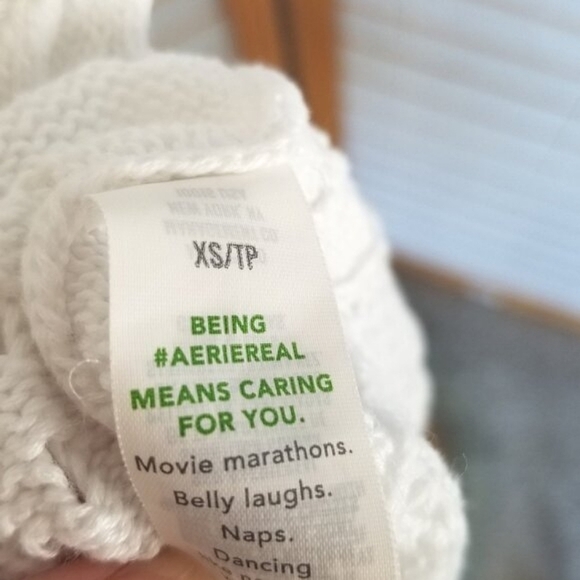 XS/TP
BEING
#AERIEREAL
MEANS CARING
FOR YOU.
Movie marathons.
Belly laughs.
Naps.
Dancing